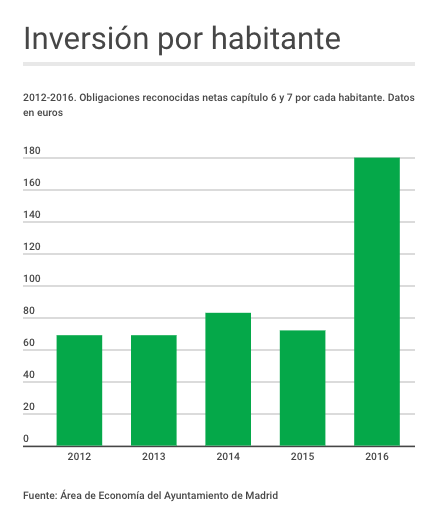 Inversión por habitante
2012-2016. Obligaciones reconocidas netas capítulo 6 y 7 por cada habitante. Datos
en euros
180
160
140
120
100
80
60
40
20
0
2012 2013 2014 2015 2016
Fuente: Área de Economía del Ayuntamiento de Madrid